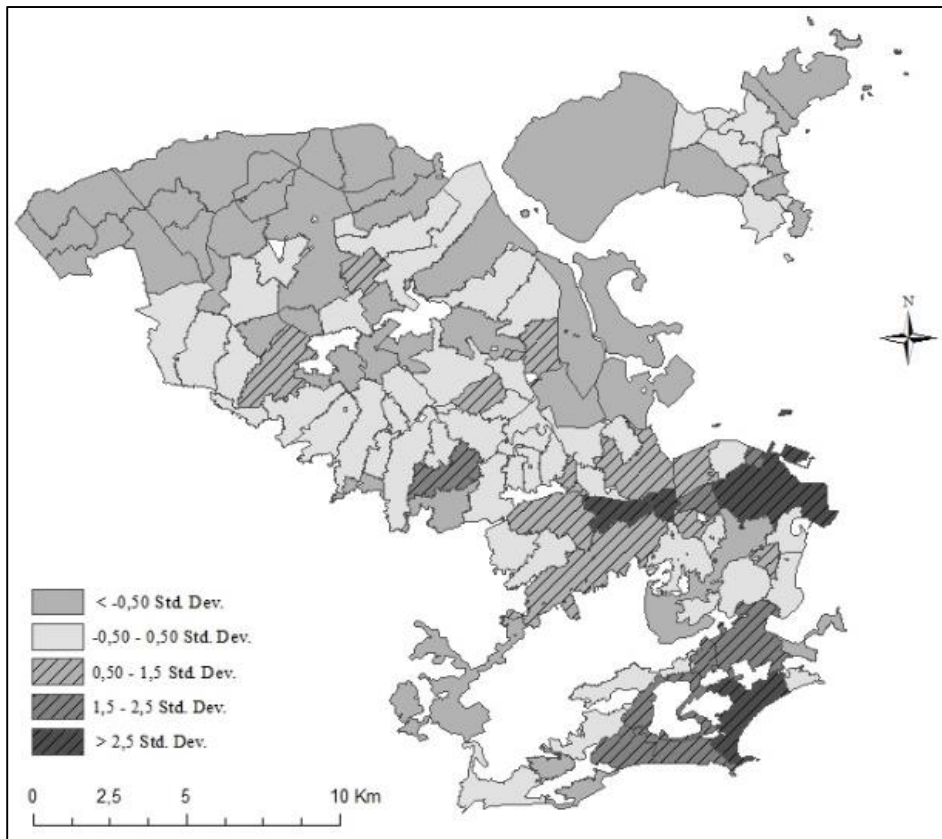 N
< -0,50 Std. Dev.
-0,50 - 0,50 Std. Dev.
0,50 - 1,5 Std. Dev.
1,5 - 2,5 Std. Dev.
> 2,5 Std. Dev.
0 2,5 5 10 Km